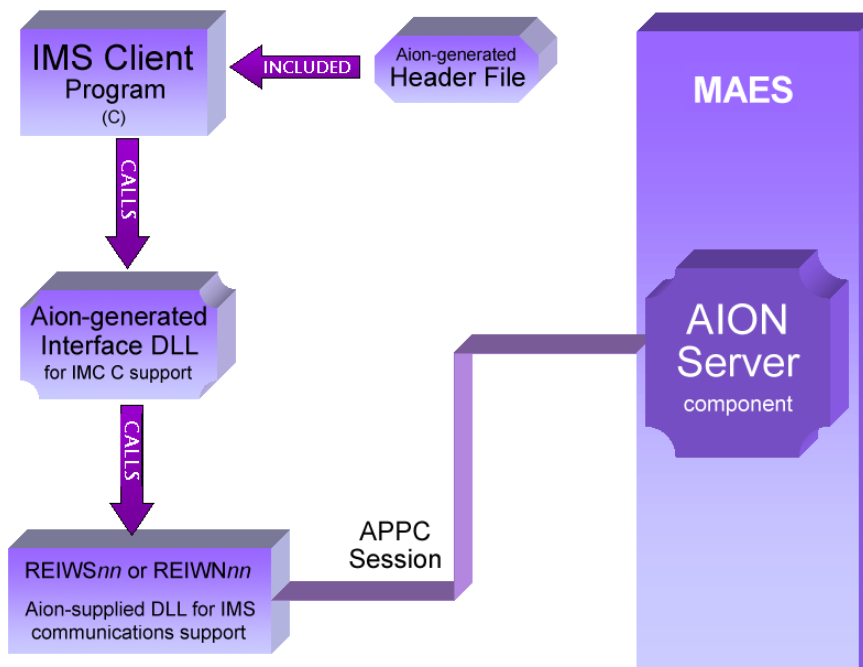 IMS Client
Program
(C)
INCLUDED
Aion-generated
Header File
MAES
CALLS
Aion-generated
Interface DLL
for IMC C support
AION
Server
component
CALLS
APPC
Session
REIWSnn or REIWNnn
Aion-supplied DLL for IMS
communications support